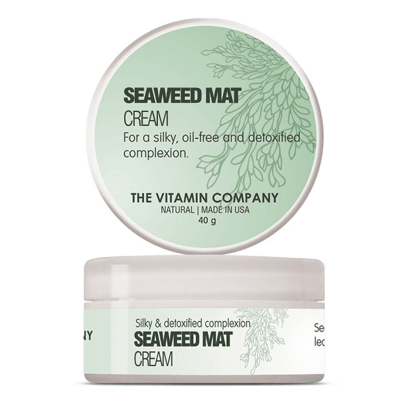 SEAWEED MAT
CREAM
For a silky, oil-free and detoxified
complexion.
THE VITAMIN COMPANY
NATURAL | MADE IN USA
40 g
Silky & detoxified complexion
SEAWEED MAT
CREAM